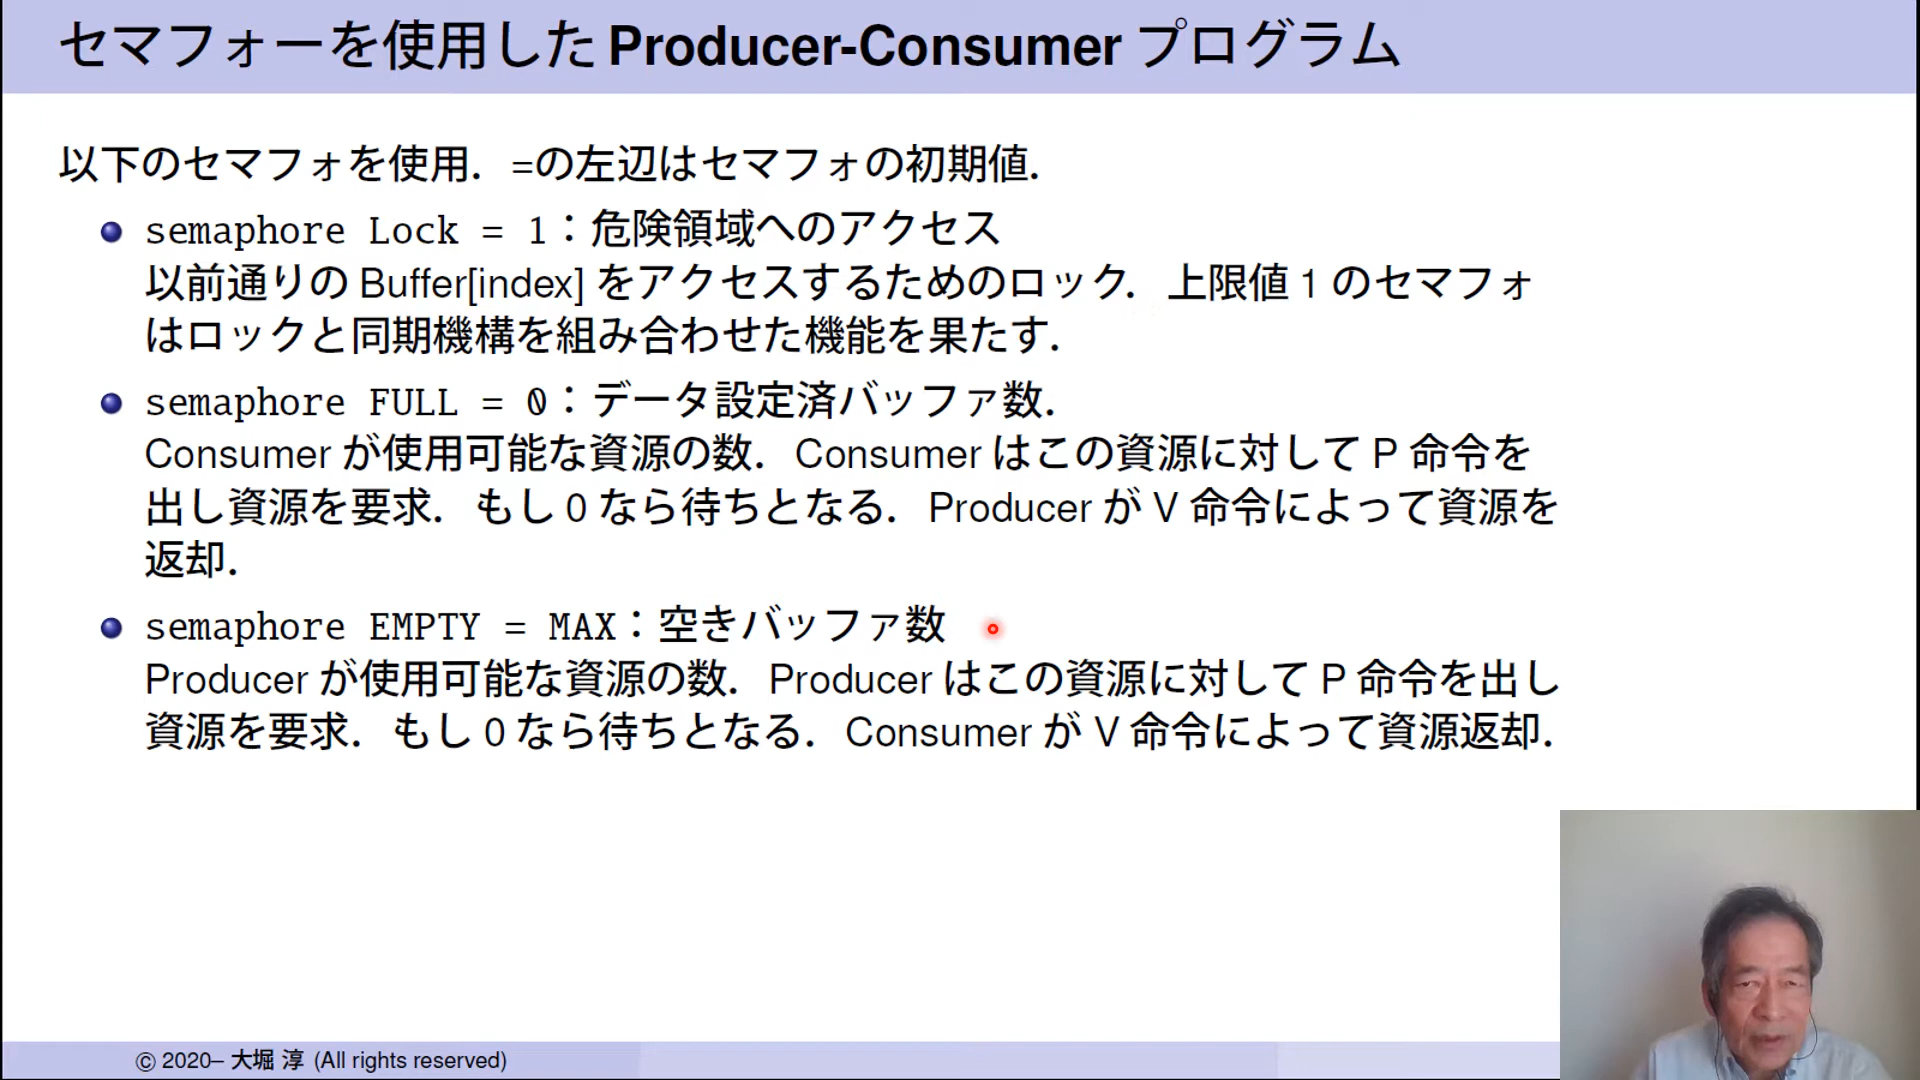 セマフォーを使用した Producer-Consumer プログラム
以下のセマフォを使用．=の左辺はセマフォの初期値．
semaphore Lock = 1：危険領域へのアクセス
以前通りの Buffer[index] をアクセスするためのロック．上限値 1 のセマフォ
はロックと同期機構を組み合わせた機能を果たす．
semaphore FULL = 0：データ設定済バッファ数．
Consumer が使用可能な資源の数．Consumer はこの資源に対して P 命令を
出し資源を要求．もし 0 なら待ちとなる．Producer が V 命令によって資源を
返却．
semaphore EMPTY = MAX：空きバッファ数
Producer が使用可能な資源の数．Producer はこの資源に対して P 命令を出し
資源を要求．もし 0 なら待ちとなる．Consumer が V 命令によって資源返却．
© 2020– 大堀 淳 (All rights reserved)